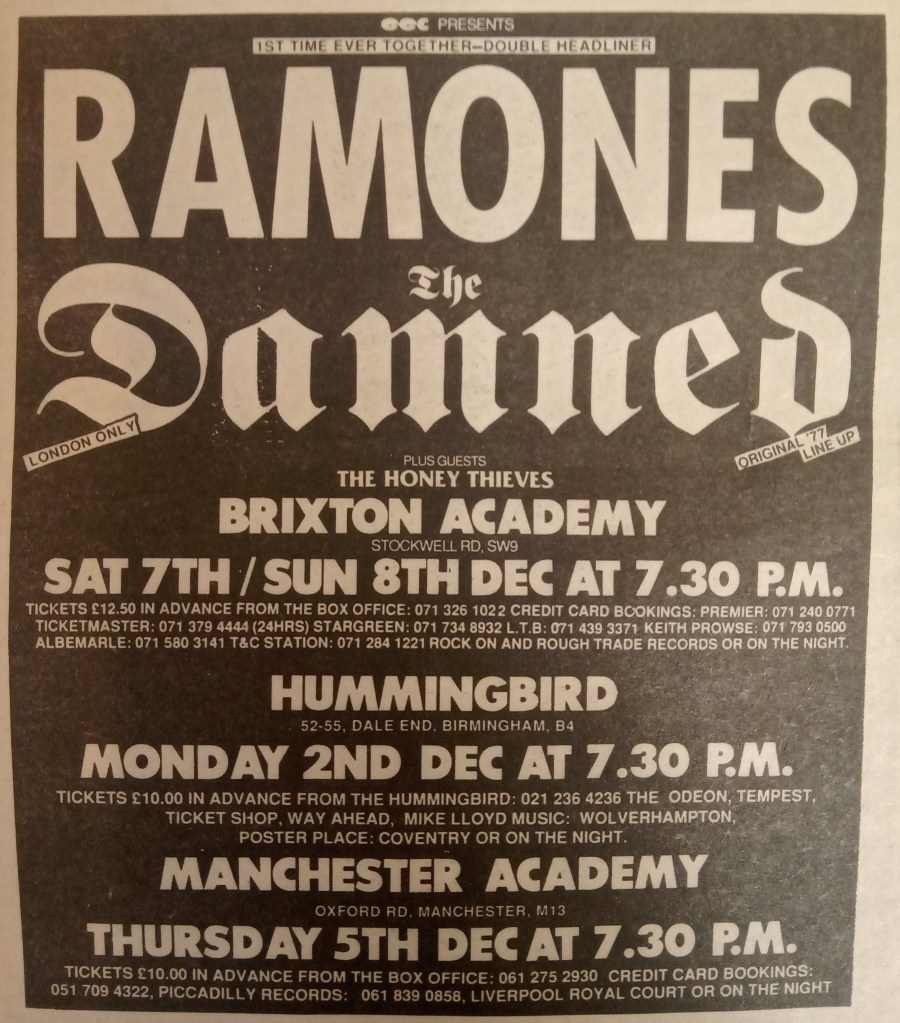 eec PRESENTS
1ST TIME EVER TOGETHER–DOUBLE HEADLINER
RAMONES
The
Damned
LONDON ONLY
ORIGINAL '77
LINE UP
PLUS GUESTS
THE HONEY THIEVES
BRIXTON ACADEMY
STOCKWELL RD, SW9
SAT 7TH / SUN 8TH DEC AT 7.30 P.M.
TICKETS £12.50 IN ADVANCE FROM THE BOX OFFICE: 071 326 1022 CREDIT CARD BOOKINGS: PREMIER: 071 240 0771
TICKETMASTER: 071 379 4444 (24HRS) STARGREEN: 071 734 8932 L.T.B: 071 439 3371 KEITH PROWSE: 071 793 0500
ALBEMARLE: 071 580 3141 T&C STATION: 071 284 1221 ROCK ON AND ROUGH TRADE RECORDS OR ON THE NIGHT.
HUMMINGBIRD
52-55, DALE END, BIRMINGHAM, B4
MONDAY 2ND DEC AT 7.30 P.M.
TICKETS £10.00 IN ADVANCE FROM THE HUMMINGBIRD: 021 236 4236 THE ODEON, TEMPEST,
TICKET SHOP, WAY AHEAD, MIKE LLOYD MUSIC: WOLVERHAMPTON,
POSTER PLACE: COVENTRY OR ON THE NIGHT.
MANCHESTER ACADEMY
OXFORD RD, MANCHESTER, M13
THURSDAY 5TH DEC AT 7.30 P.M.
TICKETS £10.00 IN ADVANCE FROM THE BOX OFFICE: 061 275 2930 CREDIT CARD BOOKINGS:
051 709 4322, PICCADILLY RECORDS: 061 839 0858, LIVERPOOL ROYAL COURT OR ON THE NIGHT